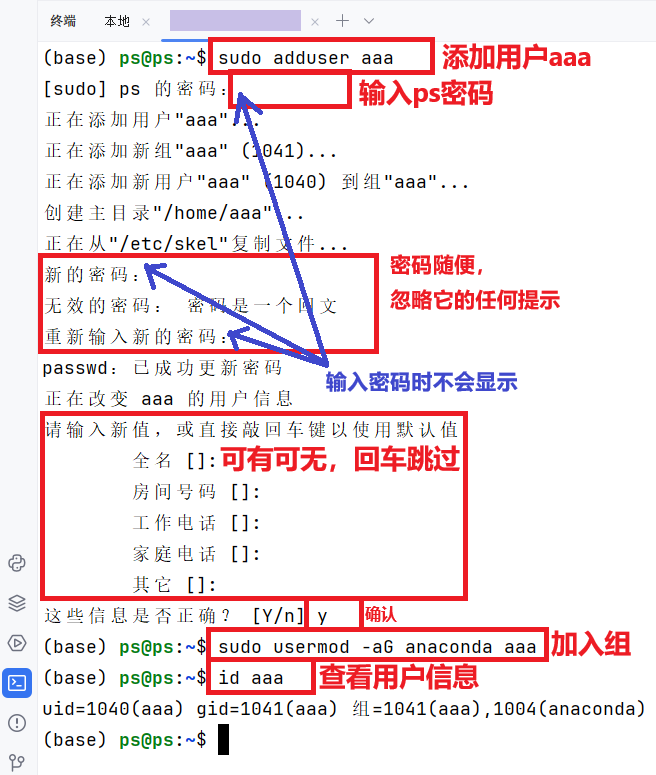 终端 本地
(base) ps@ps:~$ sudo adduser aaa 添加用户aaa
[sudo] ps 的密码： 输入ps密码
正在添加用户"aaa"...
正在添加新组"aaa" (1041)...
正在添加新用户"aaa" (1040) 到组"aaa"...
创建主目录"/home/aaa"...
正在从"/etc/skel"复制文件...
新的密码： 密码随便，
无效的密码： 密码是一个回文 忽略它的任何提示
重新输入新的密码：
passwd：已成功更新密码
输入密码时不会显示
正在改变 aaa 的用户信息
请输入新值，或直接敲回车键以使用默认值
全名 []: 可有可无，回车跳过
房间号码 []:
工作电话 []:
家庭电话 []:
其它 []:
这些信息是否正确？ [Y/n] y 确认
(base) ps@ps:~$ sudo usermod -aG anaconda aaa 加入组
(base) ps@ps:~$ id aaa 查看用户信息
uid=1040(aaa) gid=1041(aaa) 组=1041(aaa),1004(anaconda)
(base) ps@ps:~$